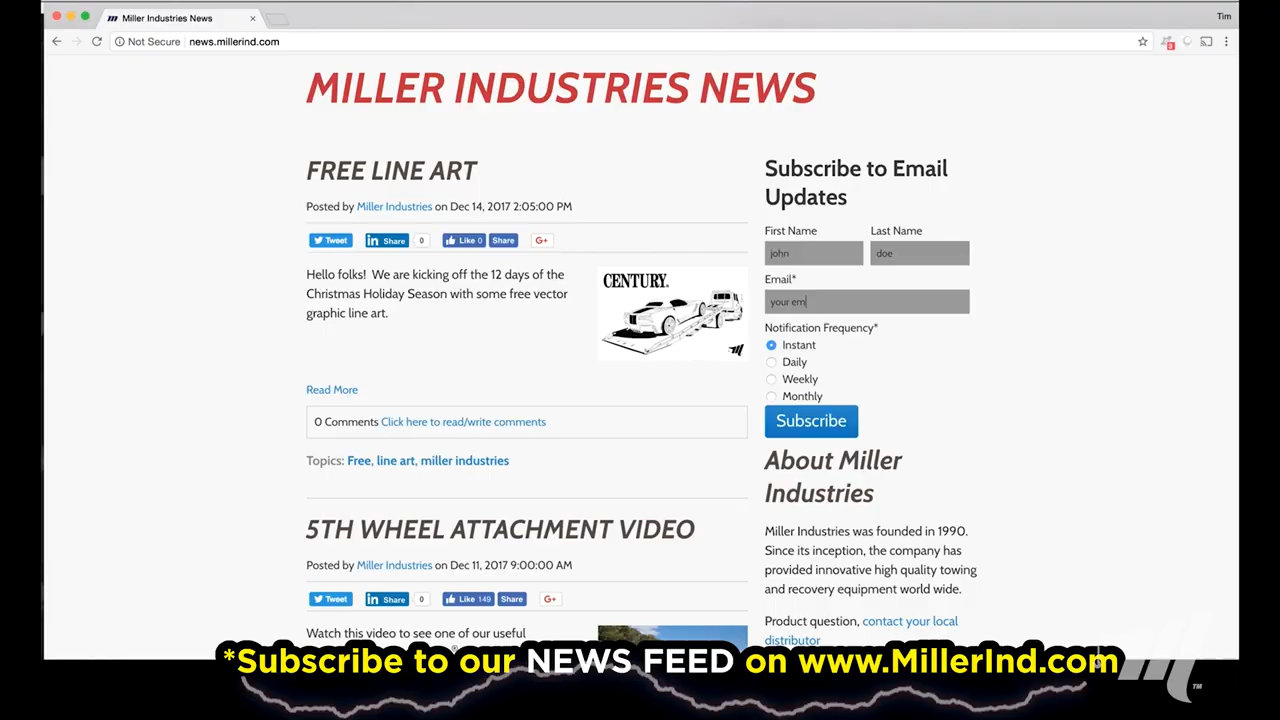 Miller Industries News
Tim
Not Secure news.millerind.com
3
MILLER INDUSTRIES NEWS
FREE LINE ART
Posted by Miller Industries on Dec 14, 2017 2:05:00 PM
Tweet in Share 0 Like 0 Share G+
Hello folks! We are kicking off the 12 days of the
Christmas Holiday Season with some free vector
graphic line art.
CENTURY.
Read More
0 Comments Click here to read/write comments
Topics: Free, line art, miller industries
5TH WHEEL ATTACHMENT VIDEO
Posted by Miller Industries on Dec 11, 2017 9:00:00 AM
Tweet in Share 0 Like 149 Share G+
Watch this video to see one of our useful
Subscribe to Email
Updates
First Name Last Name
john doe
Email*
your em
Notification Frequency*
Instant
Daily
Weekly
Monthly
Subscribe
About Miller
Industries
Miller Industries was founded in 1990.
Since its inception, the company has
provided innovative high quality towing
and recovery equipment world wide.
Product question, contact your local
distributor
*Subscribe to our NEWS FEED on www.MillerInd.com
TM